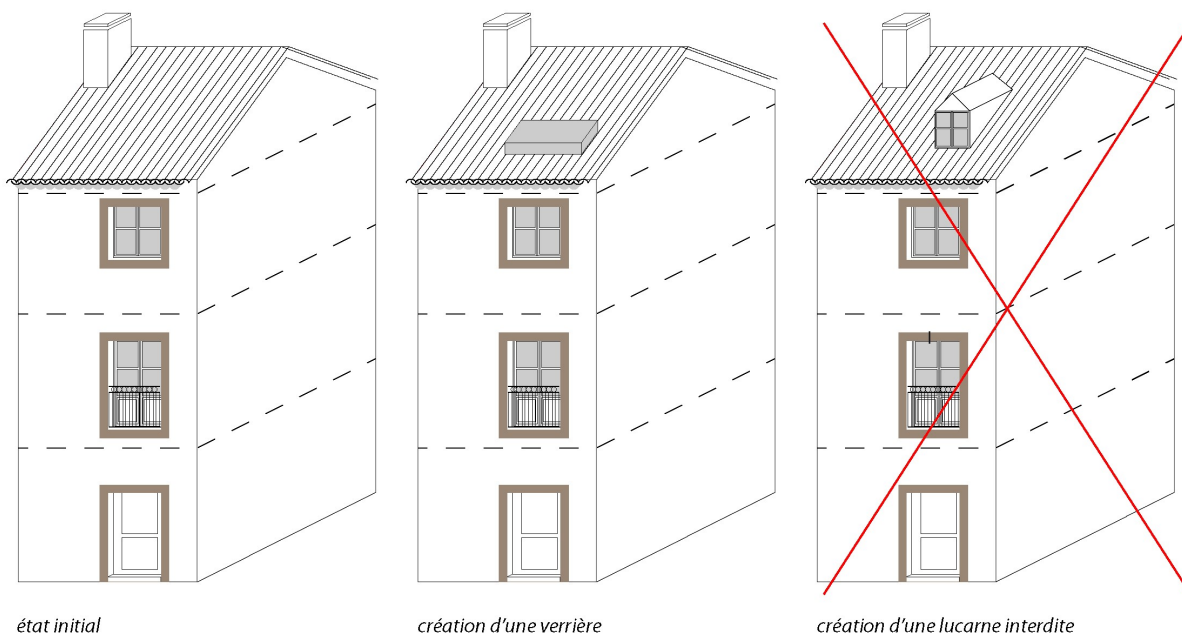 état initial
création d’une verrière
création d’une lucarne interdite